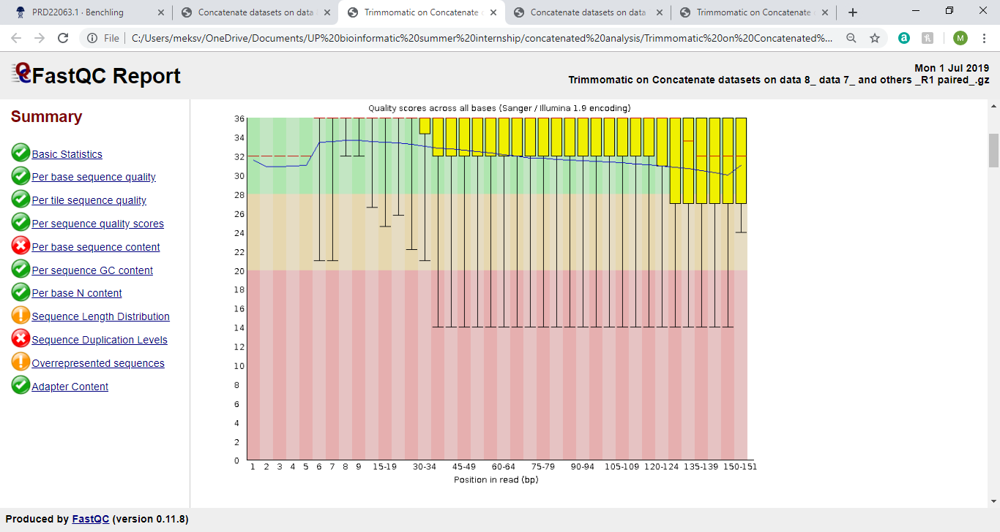 PRD22063.1 · Benchling
Concatenate datasets on data
Trimmomatic on Concatenate
Concatenate datasets on data
Trimmomatic on Concatenate
File
C:/Users/meksv/OneDrive/Documents/UP%20bioinformatic%20summer%20internship/concatenated%20analysis/Trimmomatic%20on%20Concatenated%...
a
M
FastQC Report
Mon 1 Jul 2019
Trimmomatic on Concatenate datasets on data 8_ data 7_ and others _R1 paired_.gz
Summary
Basic Statistics
Per base sequence quality
Per tile sequence quality
Per sequence quality scores
Per base sequence content
Per sequence GC content
Per base N content
Sequence Length Distribution
Sequence Duplication Levels
Overrepresented sequences
Adapter Content
Quality scores across all bases (Sanger / Illumina 1.9 encoding)
36
34
32
30
28
26
24
22
20
18
16
14
12
10
8
6
4
2
0
1 2 3 4 5 6 7 8 9 15-19 30-34 45-49 60-64 75-79 90-94 105-109 120-124 135-139 150-151
Position in read (bp)
Produced by FastQC (version 0.11.8)